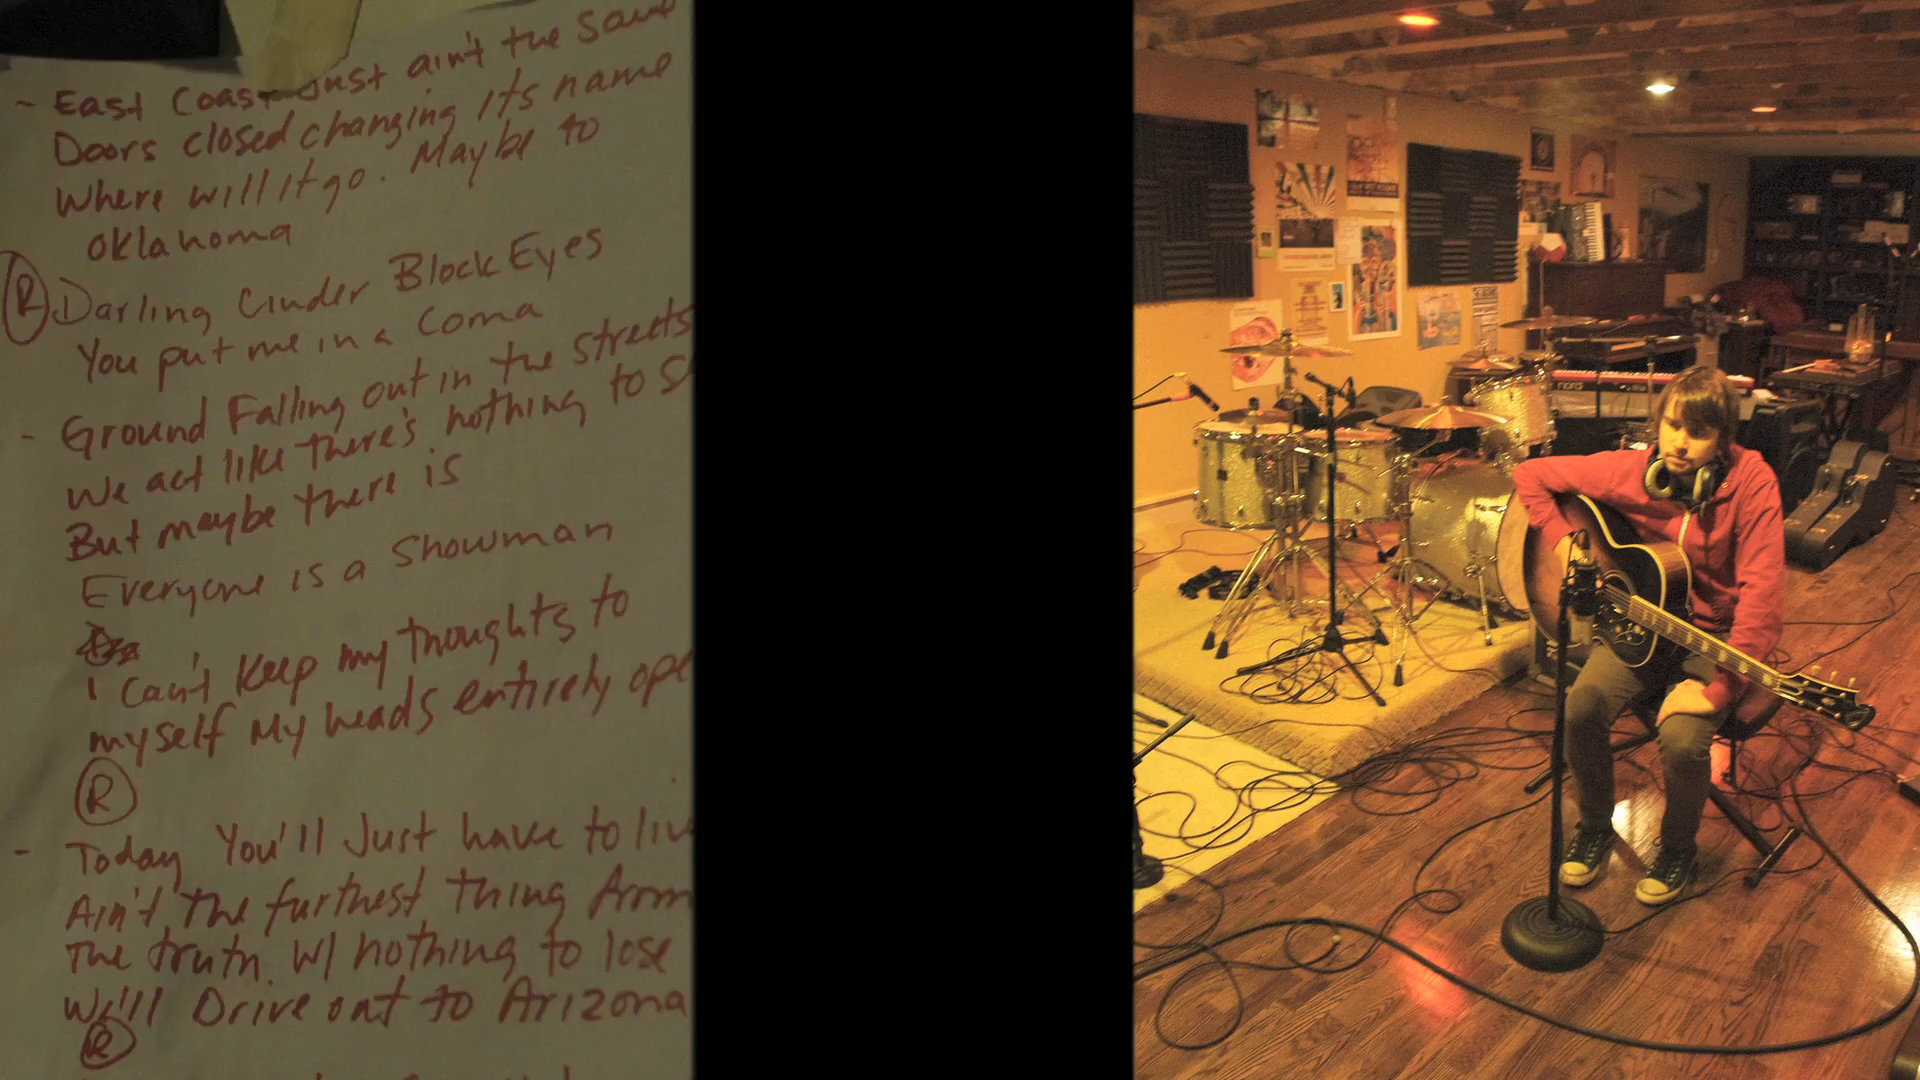 - East Coast Just ain't the same
Doors closed changing its name
Where will it go. Maybe to
oklahoma
R Darling Cinder Block Eyes
You put me in a coma
- Ground Falling out in the streets
We act like there's nothing to
But maybe there is
Everyone is a Showman
I can't keep my thoughts to
myself My heads entirely ope
R
- Today You'll Just have to liv
Ain't the furthest thing from
The truth. W/ nothing to lose
We'll Drive out to Arizona
R
nord